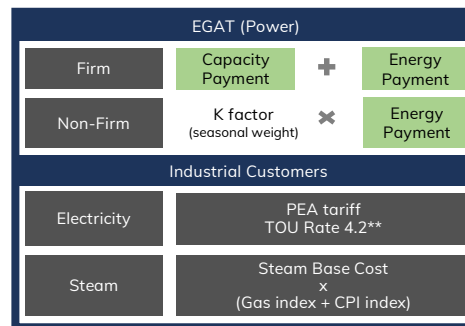 EGAT (Power)
Firm
Capacity
Payment
+
Energy
Payment
Non-Firm
K factor
(seasonal weight)
×
Energy
Payment
Industrial Customers
Electricity
PEA tariff
TOU Rate 4.2**
Steam
Steam Base Cost
x
(Gas index + CPI index)